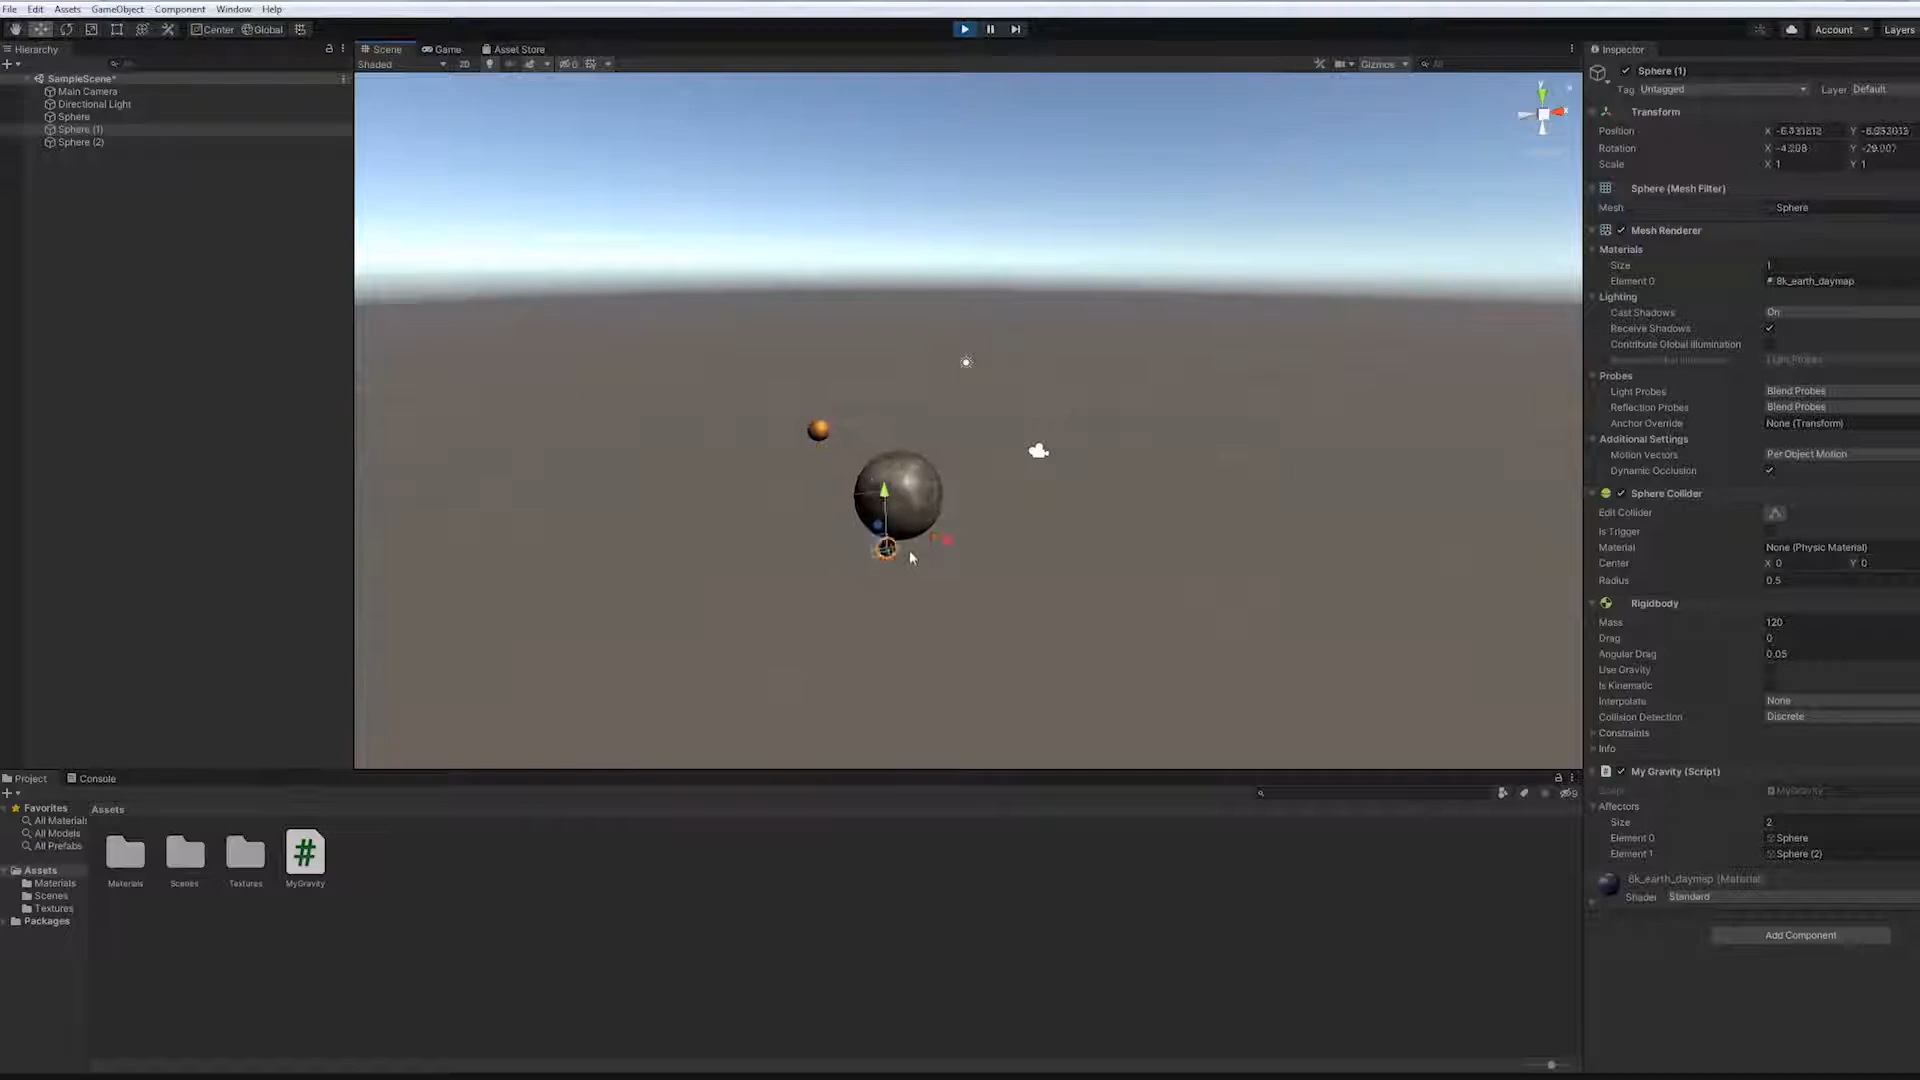 File Edit Assets GameObject Component Window Help
Center Global Account Layers
Hierarchy
Scene Game Asset Store
Shaded 2D Gizmos All
SampleScene*
Main Camera
Directional Light
Sphere
Sphere (1)
Sphere (2)
Inspector
Sphere (1)
Tag Untagged Layer Default
Transform
Position X Y
Rotation X Y
Scale X 1 Y 1
Sphere (Mesh Filter)
Mesh Sphere
Mesh Renderer
Materials
Size 1
Element 0 8k_earth_daymap
Lighting
Cast Shadows On
Receive Shadows
Contribute Global Illumination
Light Probes
Probes
Light Probes Blend Probes
Reflection Probes Blend Probes
Anchor Override None (Transform)
Additional Settings
Motion Vectors Per Object Motion
Dynamic Occlusion
Sphere Collider
Edit Collider
Is Trigger
Material None (Physic Material)
Center X 0 Y 0
Radius 0.5
Rigidbody
Mass 120
Drag 0
Angular Drag 0.05
Use Gravity
Is Kinematic
Interpolate None
Collision Detection Discrete
Constraints
Info
My Gravity (Script)
Script MyGravity
Affectors
Size 2
Element 0 Sphere
Element 1 Sphere (2)
8k_earth_daymap (Material
Shader Standard
Add Component
Project Console
Favorites
All Materials
All Models
All Prefabs
Assets
Materials
Scenes
Textures
Packages
Assets
Materials Scenes Textures MyGravity